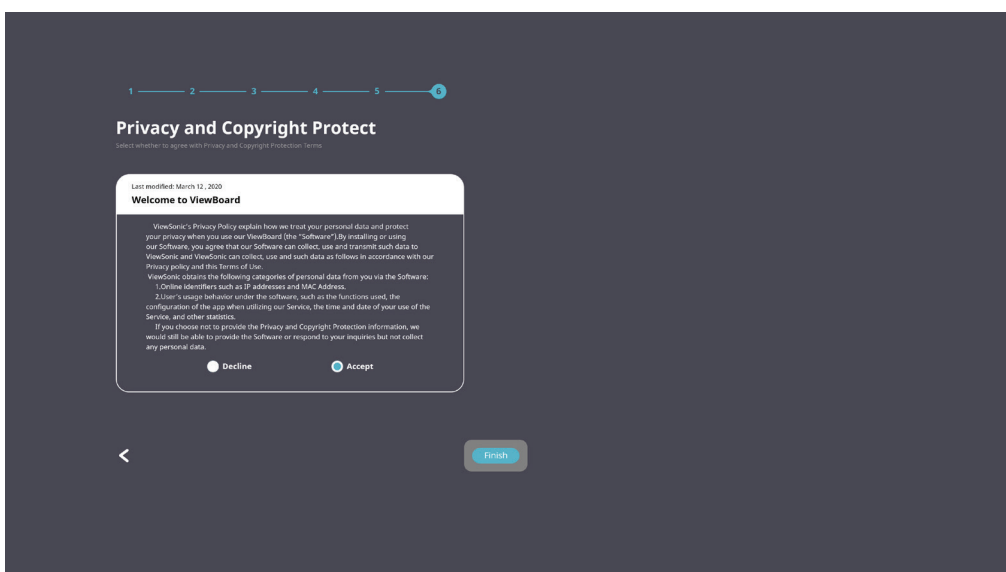 1 2 3 4 5 6
Privacy and Copyright Protect
Select whether to agree with Privacy and Copyright Protection Terms
Last modified: March 12 , 2020
Welcome to ViewBoard
ViewSonic's Privacy Policy explain how we treat your personal data and protect
your privacy when you use our ViewBoard (the "Software").By installing or using
our Software, you agree that our Software can collect, use and transmit such data to
ViewSonic and ViewSonic can collect, use and such data as follows in accordance with our
Privacy policy and this Terms of Use.
ViewSonic obtains the following categories of personal data from you via the Software:
1.Online identifiers such as IP addresses and MAC Address.
2.User's usage behavior under the software, such as the functions used, the
configuration of the app when utilizing our Service, the time and date of your use of the
Service, and other statistics.
If you choose not to provide the Privacy and Copyright Protection information, we
would still be able to provide the Software or respond to your inquiries but not collect
any personal data.
Decline Accept
Finish